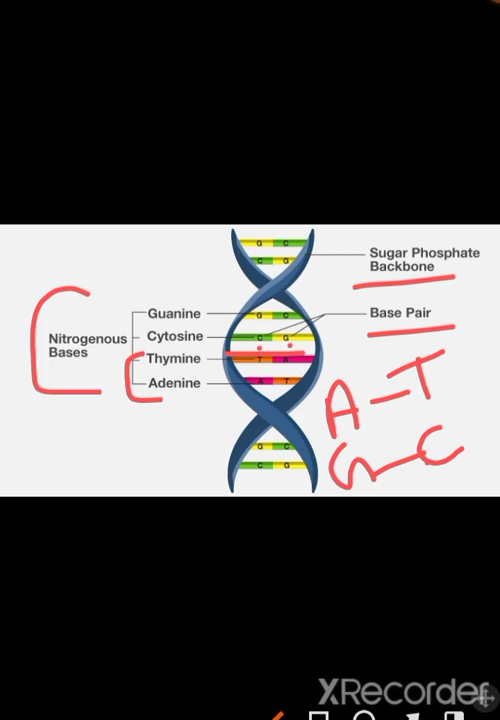 G C
C G
Sugar Phosphate
Backbone
Guanine
G C
Base Pair
Nitrogenous
Bases
Cytosine
C G
Thymine
T A
Adenine
A T
A-T
G-C
G C
C G
XRecorder